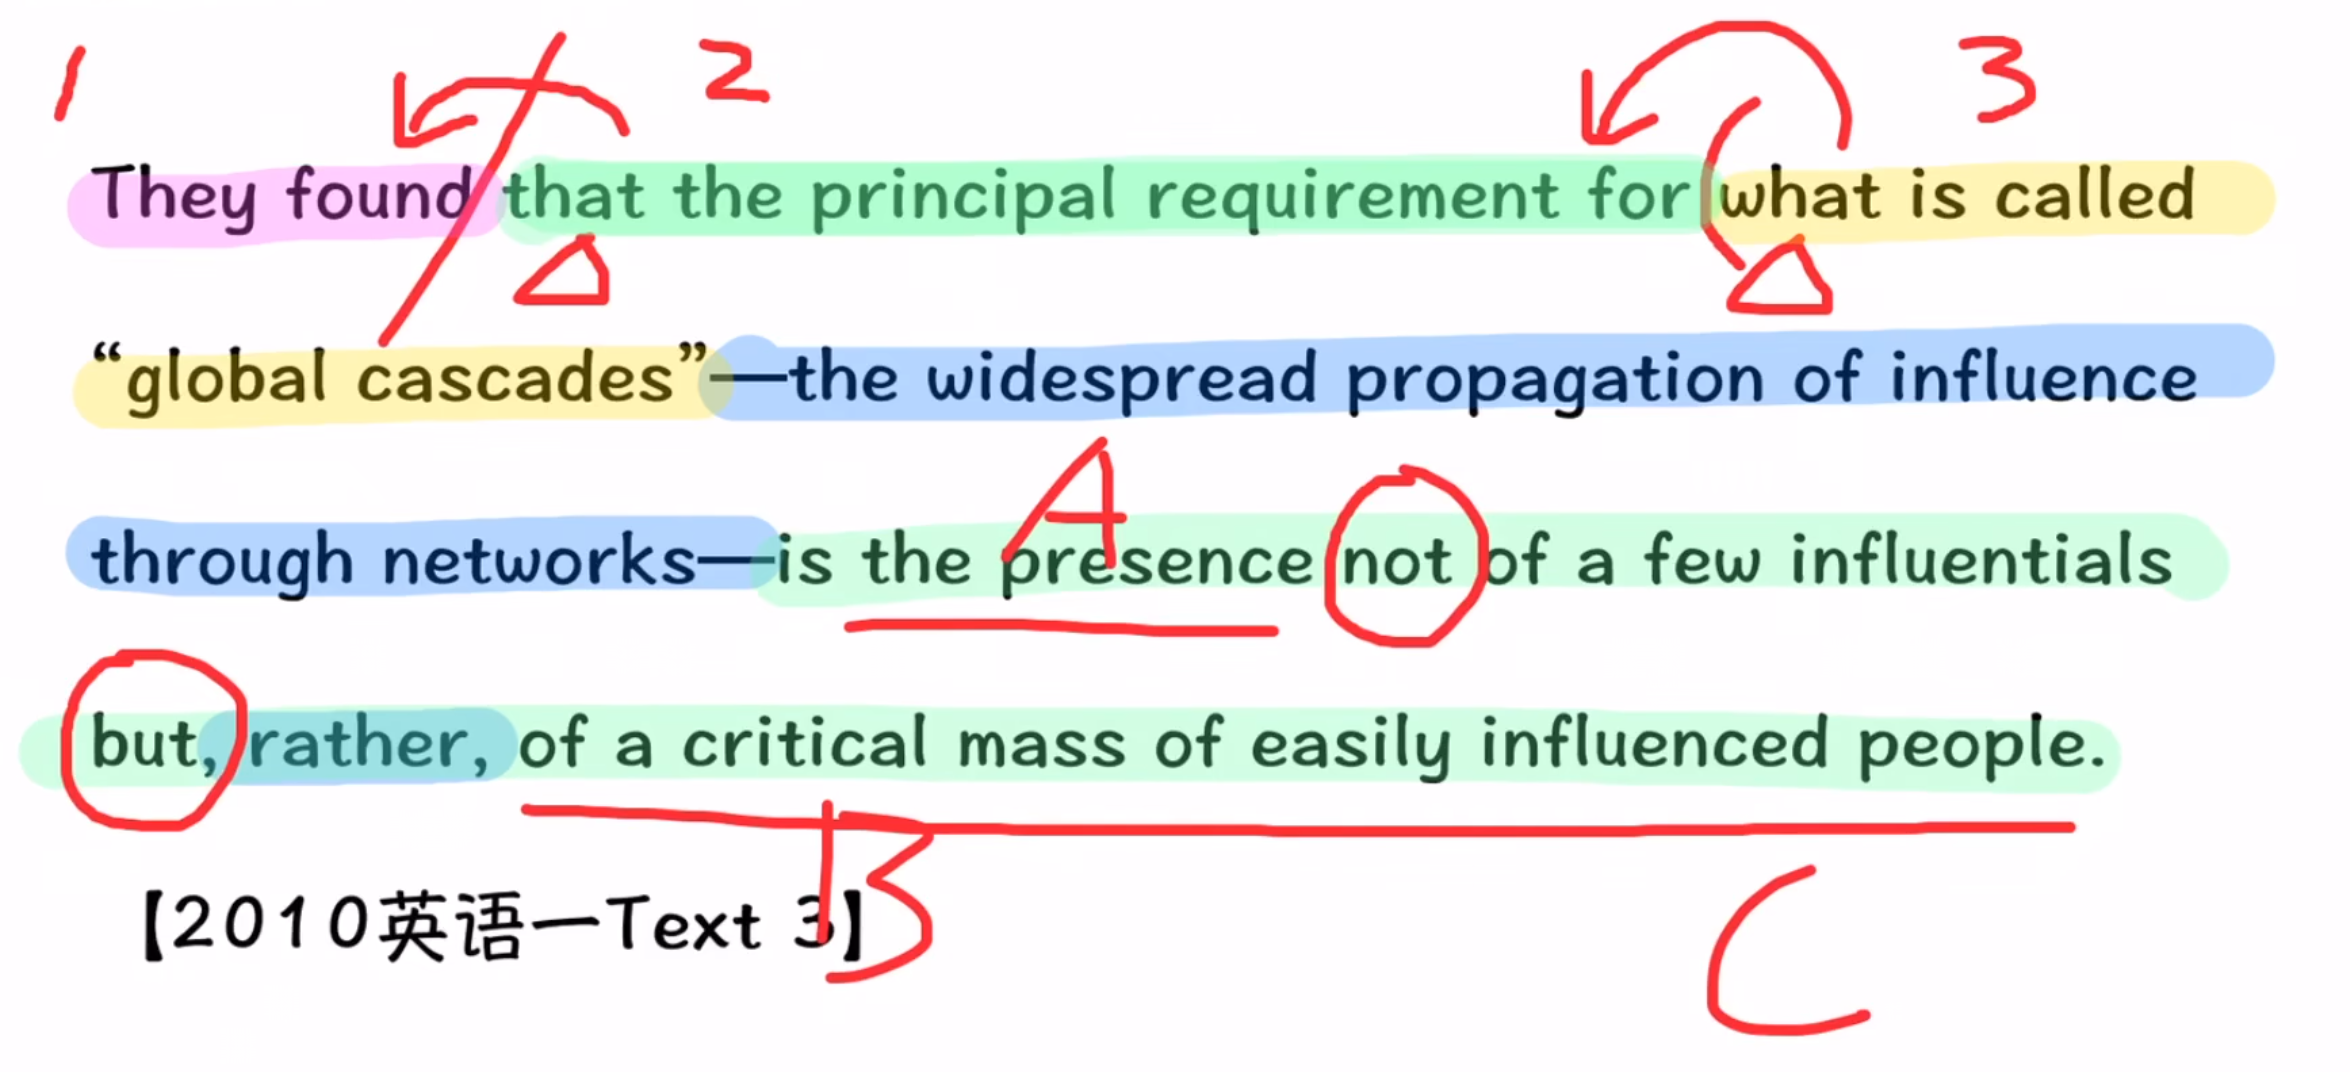 1 2 3
They found that the principal requirement for what is called
“global cascades”—the widespread propagation of influence
A
through networks—is the presence not of a few influentials
but, rather, of a critical mass of easily influenced people.
B C
【2010英语一Text 3】